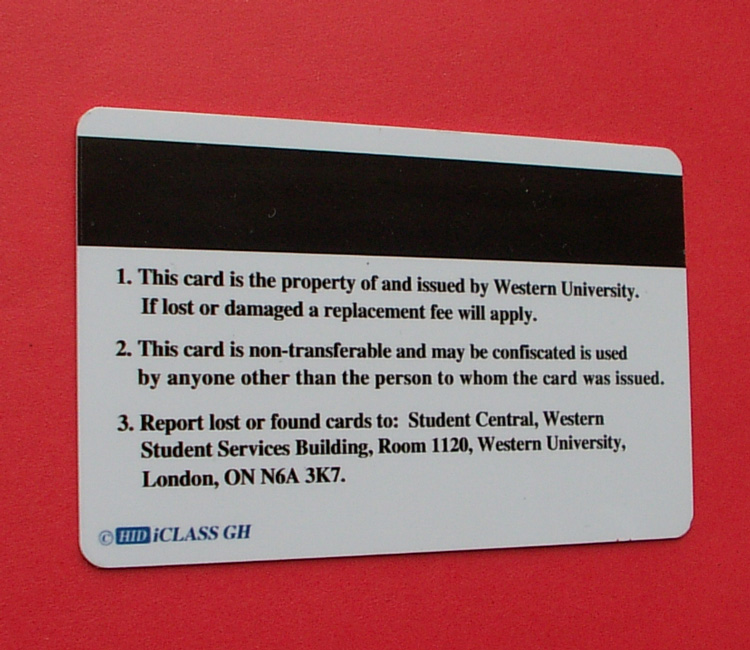 1. This card is the property of and issued by Western University.
If lost or damaged a replacement fee will apply.
2. This card is non-transferable and may be confiscated is used
by anyone other than the person to whom the card was issued.
3. Report lost or found cards to: Student Central, Western
Student Services Building, Room 1120, Western University,
London, ON N6A 3K7.
© HID iCLASS GH